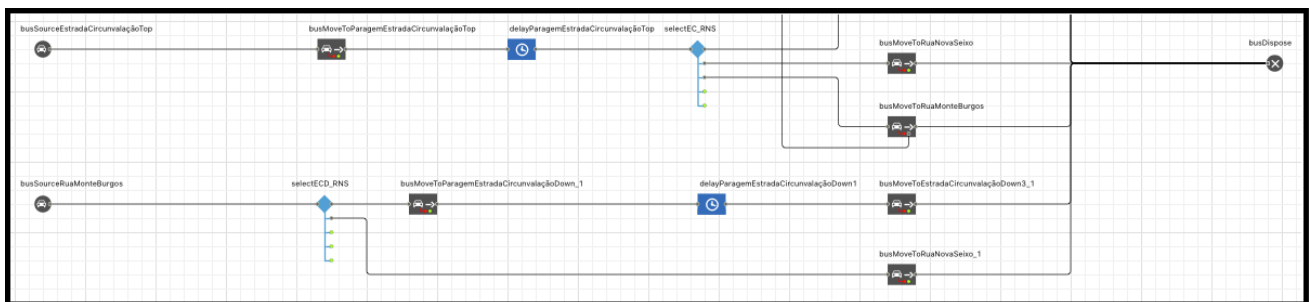 busSourceEstradaCircunvalaçãoTop
busMoveToParagemEstradaCircunvalaçãoTop
delayParagemEstradaCircunvalaçãoTop
selectEC_RNS
busMoveToRuaNovaSeixo
busDispose
busMoveToRuaMonteBurgos
busSourceRuaMonteBurgos
selectECD_RNS
busMoveToParagemEstradaCircunvalaçãoDown_1
delayParagemEstradaCircunvalaçãoDown1
busMoveToEstradaCircunvalaçãoDown3_1
busMoveToRuaNovaSeixo_1